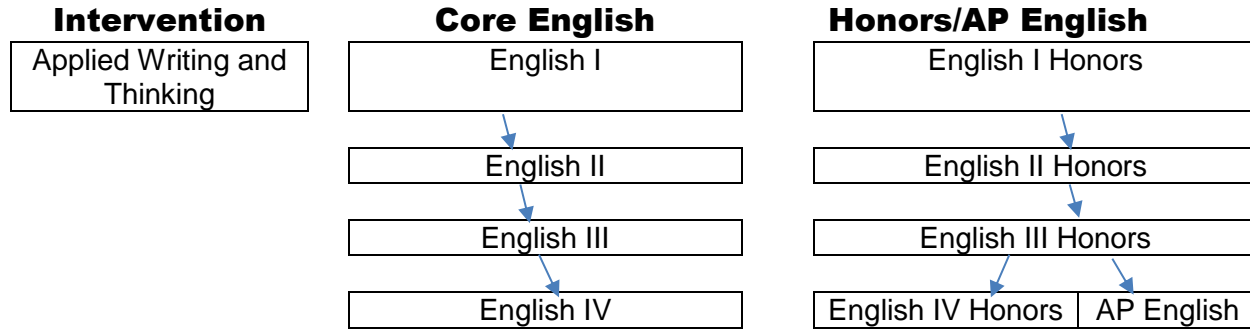 Intervention
Core English
Honors/AP English
Applied Writing and
Thinking
English I
English I Honors
English II
English II Honors
English III
English III Honors
English IV
English IV Honors
AP English